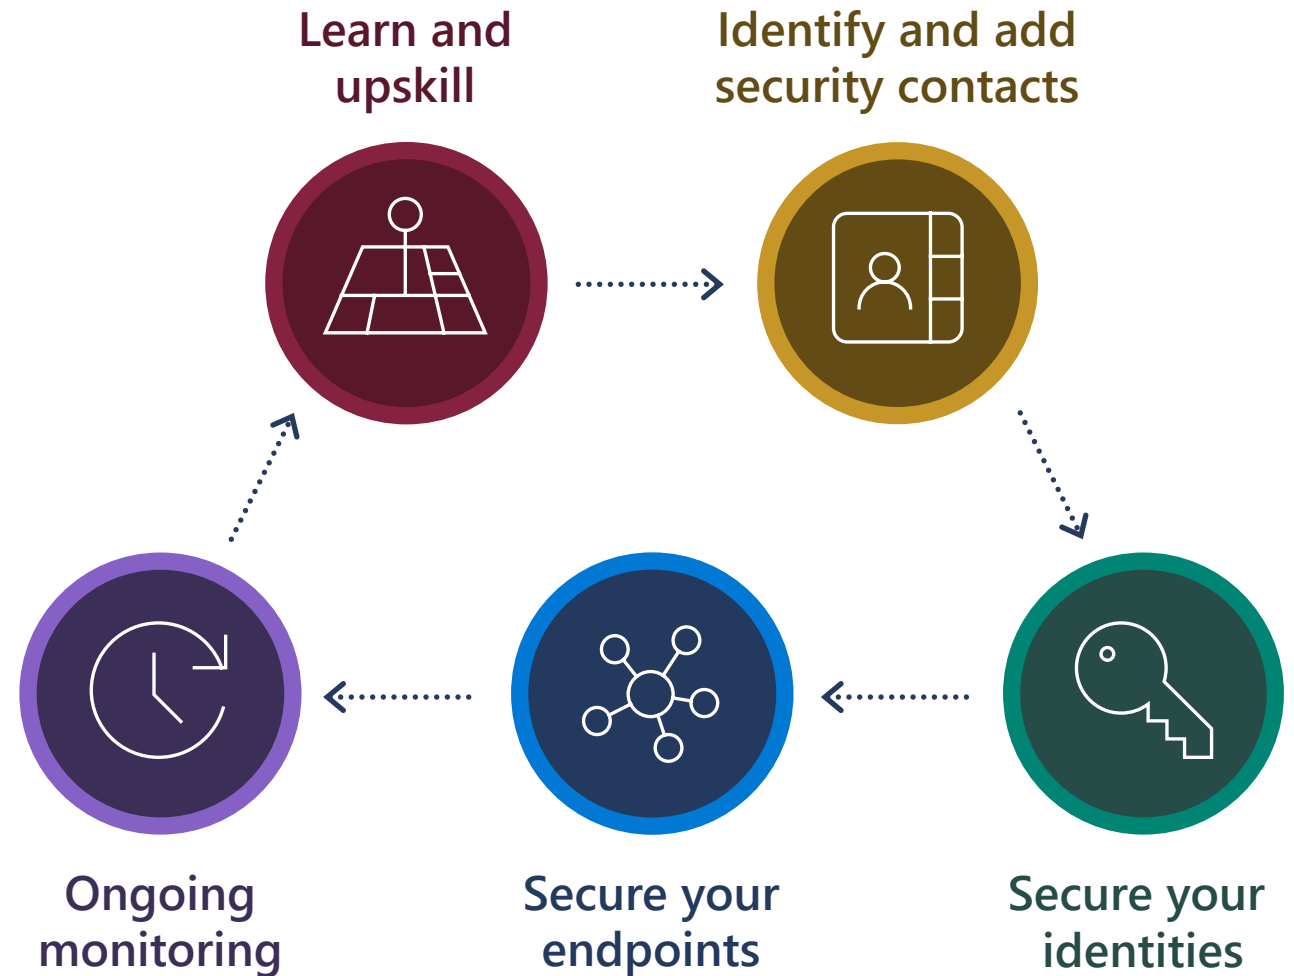 Learn and
upskill
Identify and add
security contacts
Ongoing
monitoring
Secure your
endpoints
Secure your
identities